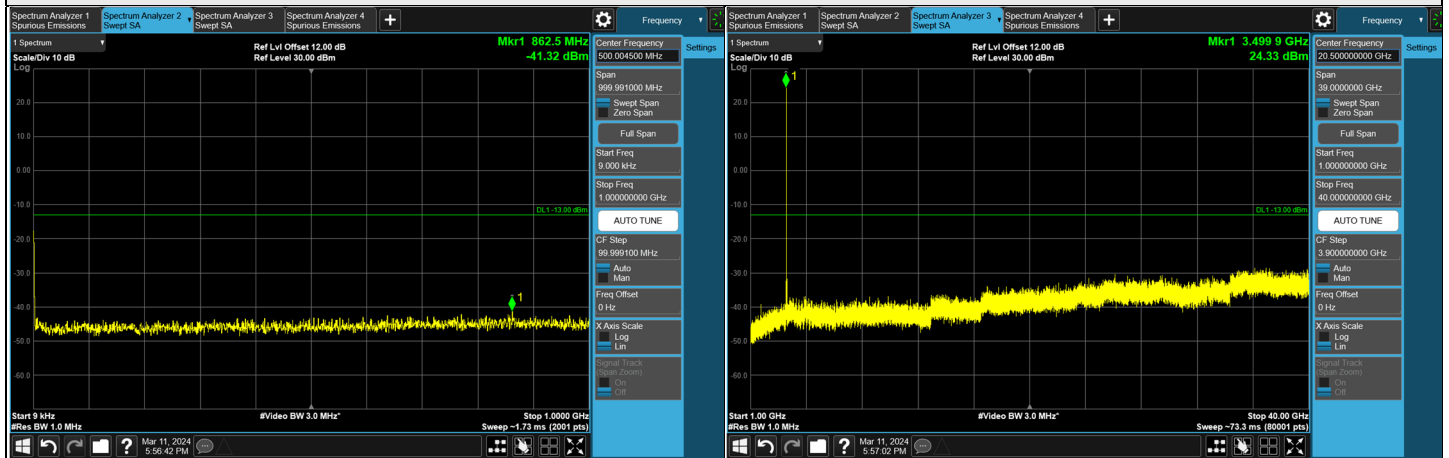 Spectrum Analyzer 1 Spectrum Analyzer 2 Spectrum Analyzer 3 Spectrum Analyzer 4 Frequency
Spurious Emissions Swept SA Swept SA Spurious Emissions
1 Spectrum
Scale/Div 10 dB
Log
Ref Lvl Offset 12.00 dB
Ref Level 30.00 dBm
Mkr1 862.5 MHz
-41.32 dBm
20.0
10.0
0.00
-10.0
-20.0
-30.0
-40.0
-50.0
-60.0
DL1 -13.00 dBm
1
Start 9 kHz
#Res BW 1.0 MHz
#Video BW 3.0 MHz*
Stop 1.0000 GHz
Sweep ~1.73 ms (2001 pts)
Center Frequency
500.004500 MHz
Settings
Span
999.991000 MHz
Swept Span
Zero Span
Full Span
Start Freq
9.000 kHz
Stop Freq
1.000000000 GHz
AUTO TUNE
CF Step
99.999100 MHz
Auto
Man
Freq Offset
0 Hz
X Axis Scale
Log
Lin
Signal Track
(Span Zoom)
On
Off
?
Mar 11, 2024
5:56:42 PM
Spectrum Analyzer 1 Spectrum Analyzer 2 Spectrum Analyzer 3 Spectrum Analyzer 4 Frequency
Spurious Emissions Swept SA Swept SA Spurious Emissions
1 Spectrum
Scale/Div 10 dB
Log
Ref Lvl Offset 12.00 dB
Ref Level 30.00 dBm
Mkr1 3.499 9 GHz
24.33 dBm
1
20.0
10.0
0.00
-10.0
-20.0
-30.0
-40.0
-50.0
-60.0
DL1 -13.00 dBm
Start 1.00 GHz
#Res BW 1.0 MHz
#Video BW 3.0 MHz*
Stop 40.00 GHz
Sweep ~73.3 ms (80001 pts)
Center Frequency
20.500000000 GHz
Settings
Span
39.0000000 GHz
Swept Span
Zero Span
Full Span
Start Freq
1.000000000 GHz
Stop Freq
40.000000000 GHz
AUTO TUNE
CF Step
3.900000000 GHz
Auto
Man
Freq Offset
0 Hz
X Axis Scale
Log
Lin
Signal Track
(Span Zoom)
On
Off
?
Mar 11, 2024
5:57:02 PM